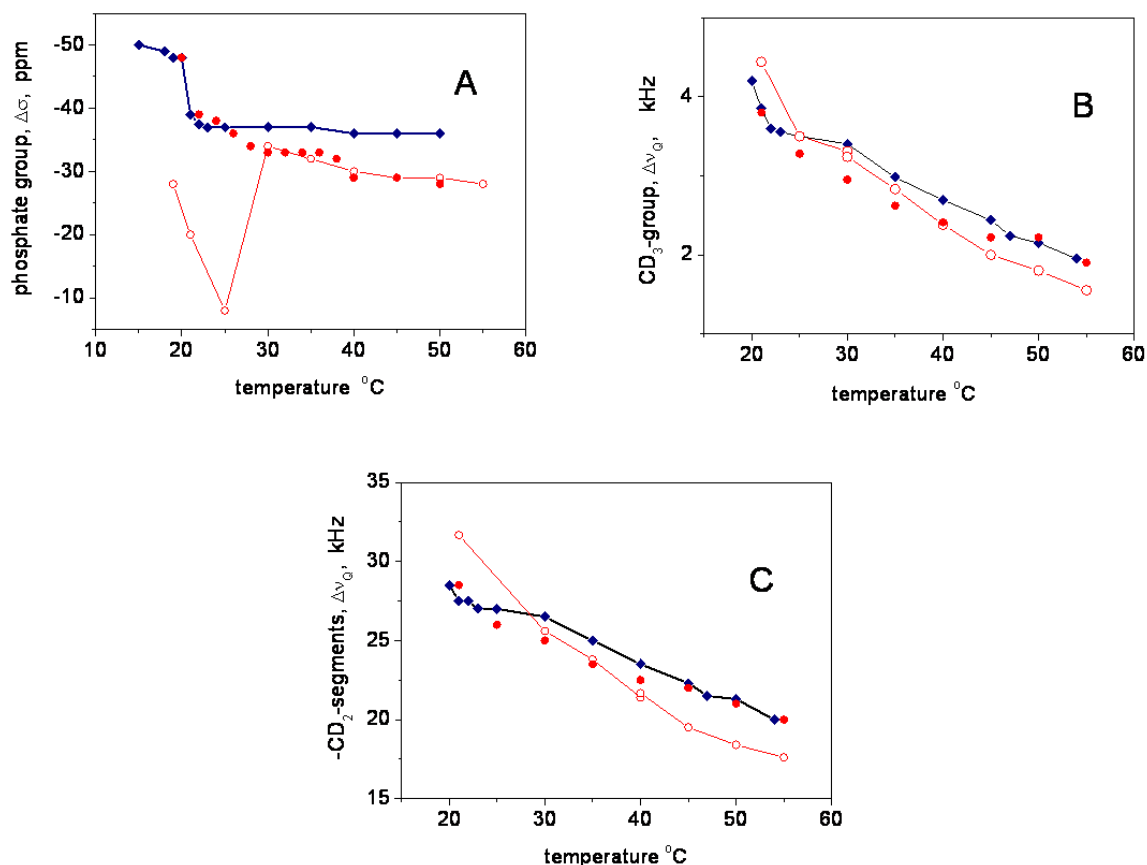 A
phosphate group, Δσ, ppm
-50
-40
-30
-20
-10
10 20 30 40 50 60
temperature °C
B
CD₃-group, Δν_Q, kHz
4
2
20 30 40 50 60
temperature °C
C
-CD₂-segments, Δν_Q, kHz
35
30
25
20
15
20 30 40 50 60
temperature °C